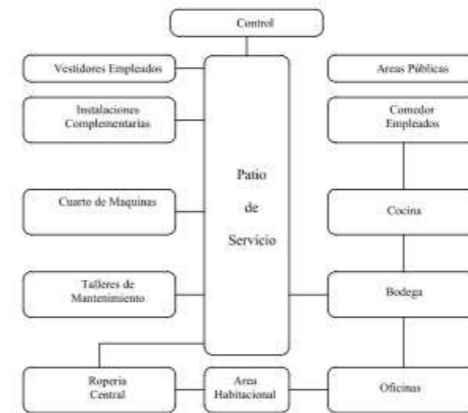 Control
Vestidores Empleados
Areas Públicas
Instalaciones
Complementarias
Comedor
Empleados
Patio
de
Servicio
Cuarto de Maquinas
Cocina
Talleres de
Mantenimiento
Bodega
Roperia
Central
Area
Habitacional
Oficinas